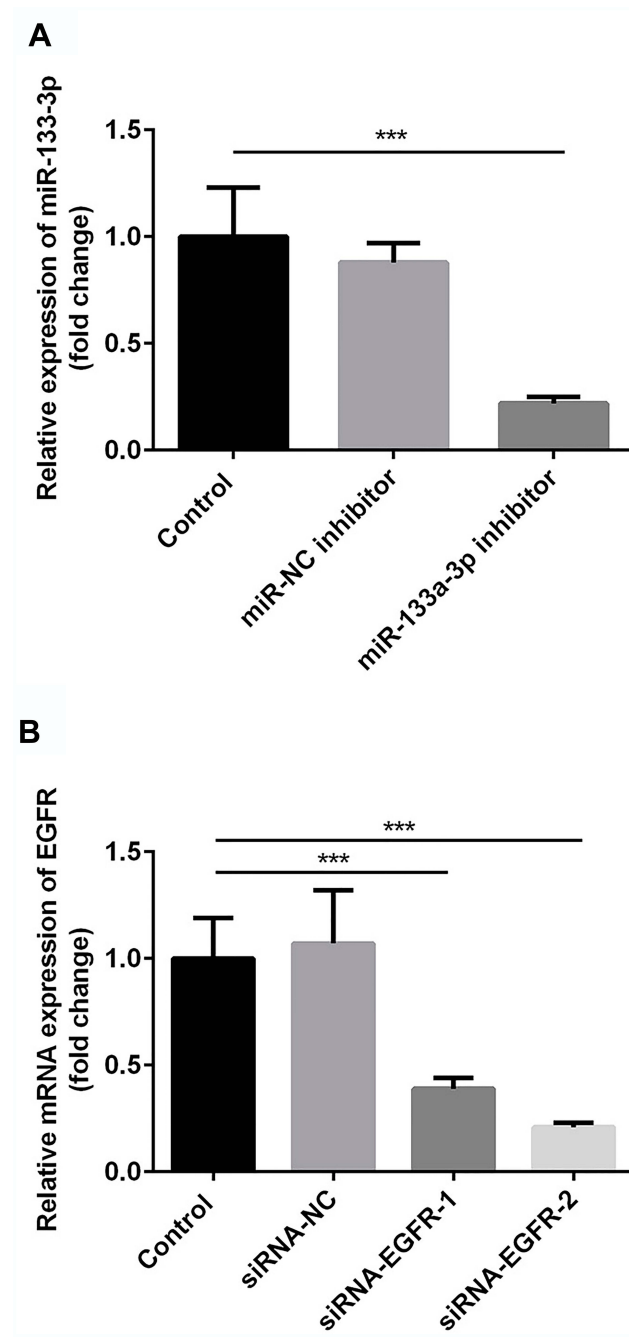 A
Relative expression of miR-133-3p
(fold change)
1.5
1.0
0.5
0.0
***
Control
miR-NC inhibitor
miR-133a-3p inhibitor
B
Relative mRNA expression of EGFR
(fold change)
1.5
1.0
0.5
0.0
***
***
Control
siRNA-NC
siRNA-EGFR-1
siRNA-EGFR-2